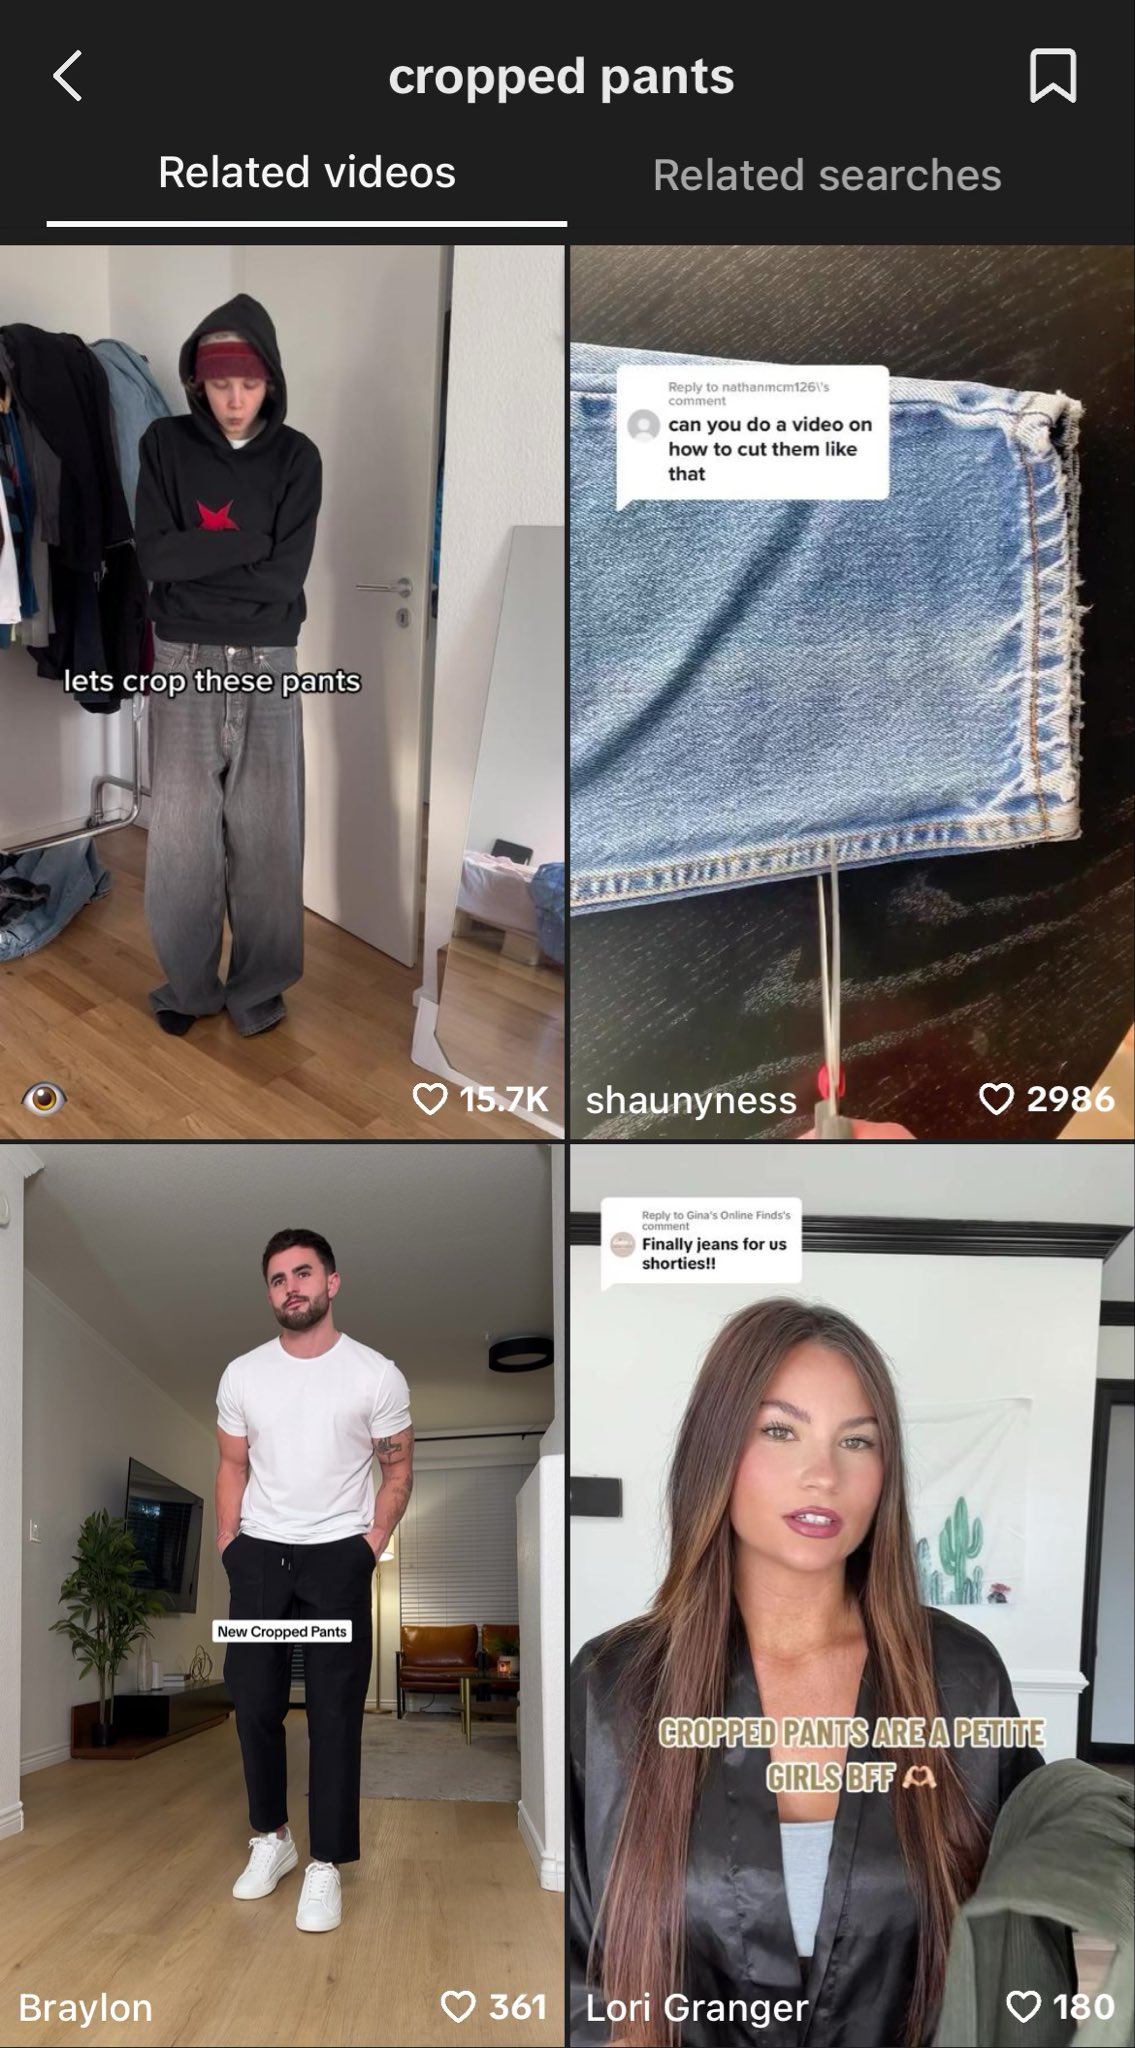 cropped pants
Related videos
Related searches
lets crop these pants
15.7K
Reply to nathanmcm126\'s
comment
can you do a video on
how to cut them like
that
shaunyness
2986
New Cropped Pants
Braylon
361
Reply to Gina's Online Finds's
comment
Finally jeans for us
shorties!!
CROPPED PANTS ARE A PETITE
GIRLS BFF 🫶🏻
Lori Granger
180